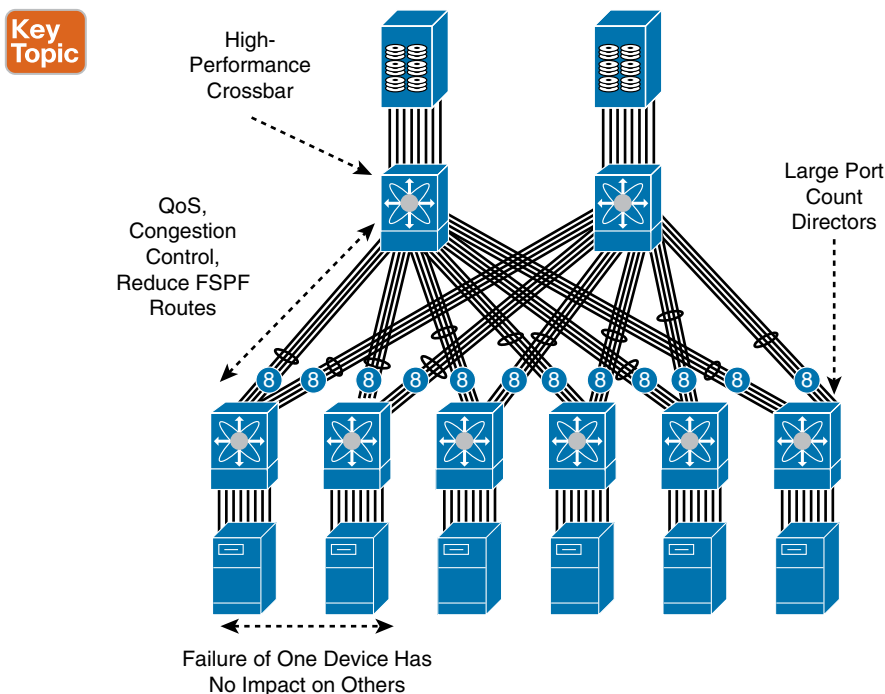 Key
Topic
High-
Performance
Crossbar
Large Port
Count
Directors
QoS,
Congestion
Control,
Reduce FSPF
Routes
8 8 8 8 8 8 8 8 8 8 8 8
Failure of One Device Has
No Impact on Others